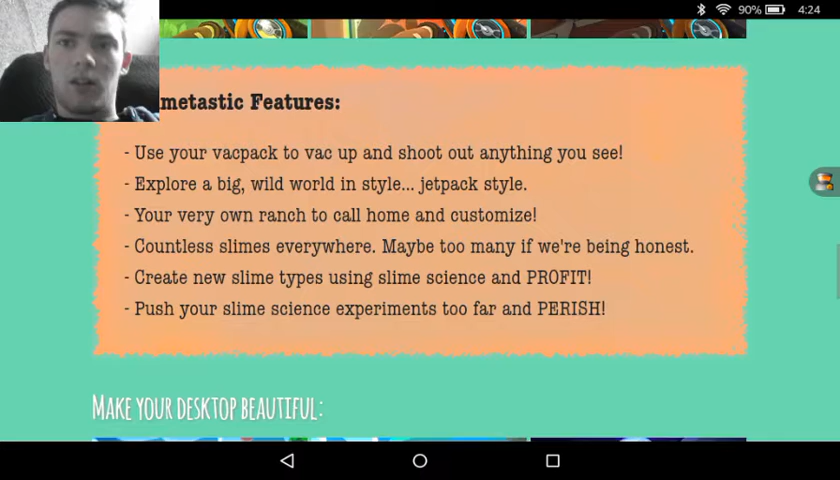 90% 4:24
metastic Features:
- Use your vacpack to vac up and shoot out anything you see!
- Explore a big, wild world in style... jetpack style.
- Your very own ranch to call home and customize!
- Countless slimes everywhere. Maybe too many if we're being honest.
- Create new slime types using slime science and PROFIT!
- Push your slime science experiments too far and PERISH!
Make your desktop beautiful: